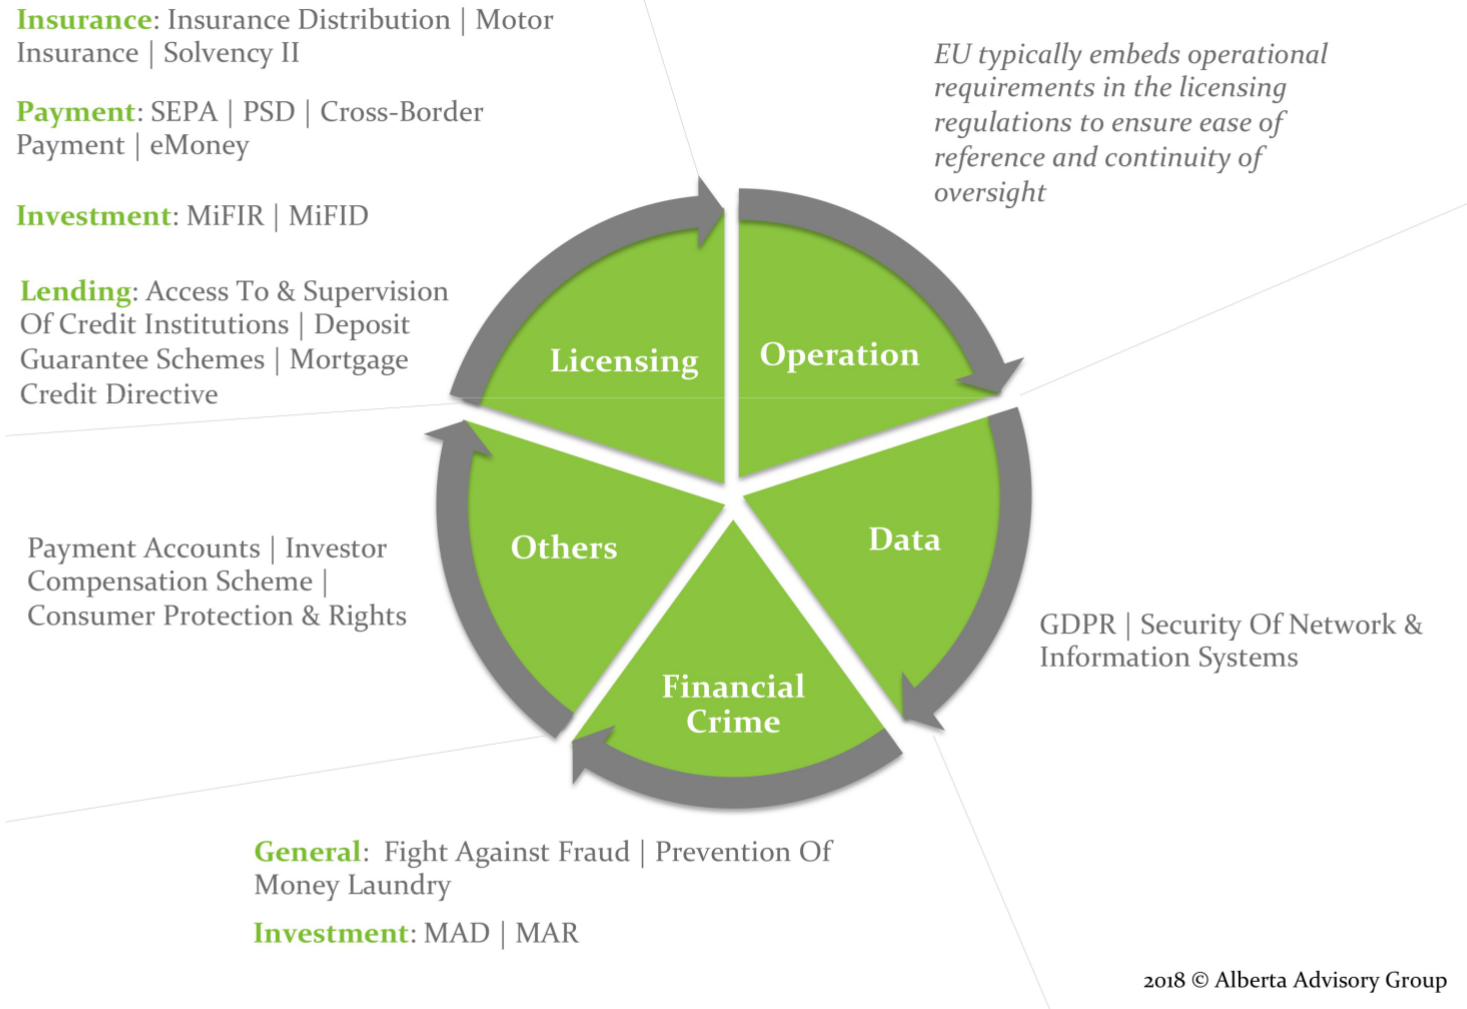 Insurance: Insurance Distribution | Motor
Insurance | Solvency II
Payment: SEPA | PSD | Cross-Border
Payment | eMoney
Investment: MiFIR | MiFID
Lending: Access To & Supervision
Of Credit Institutions | Deposit
Guarantee Schemes | Mortgage
Credit Directive
EU typically embeds operational
requirements in the licensing
regulations to ensure ease of
reference and continuity of
oversight
Licensing
Operation
Others
Data
Financial
Crime
Payment Accounts | Investor
Compensation Scheme |
Consumer Protection & Rights
GDPR | Security Of Network &
Information Systems
General: Fight Against Fraud | Prevention Of
Money Laundry
Investment: MAD | MAR
2018 © Alberta Advisory Group